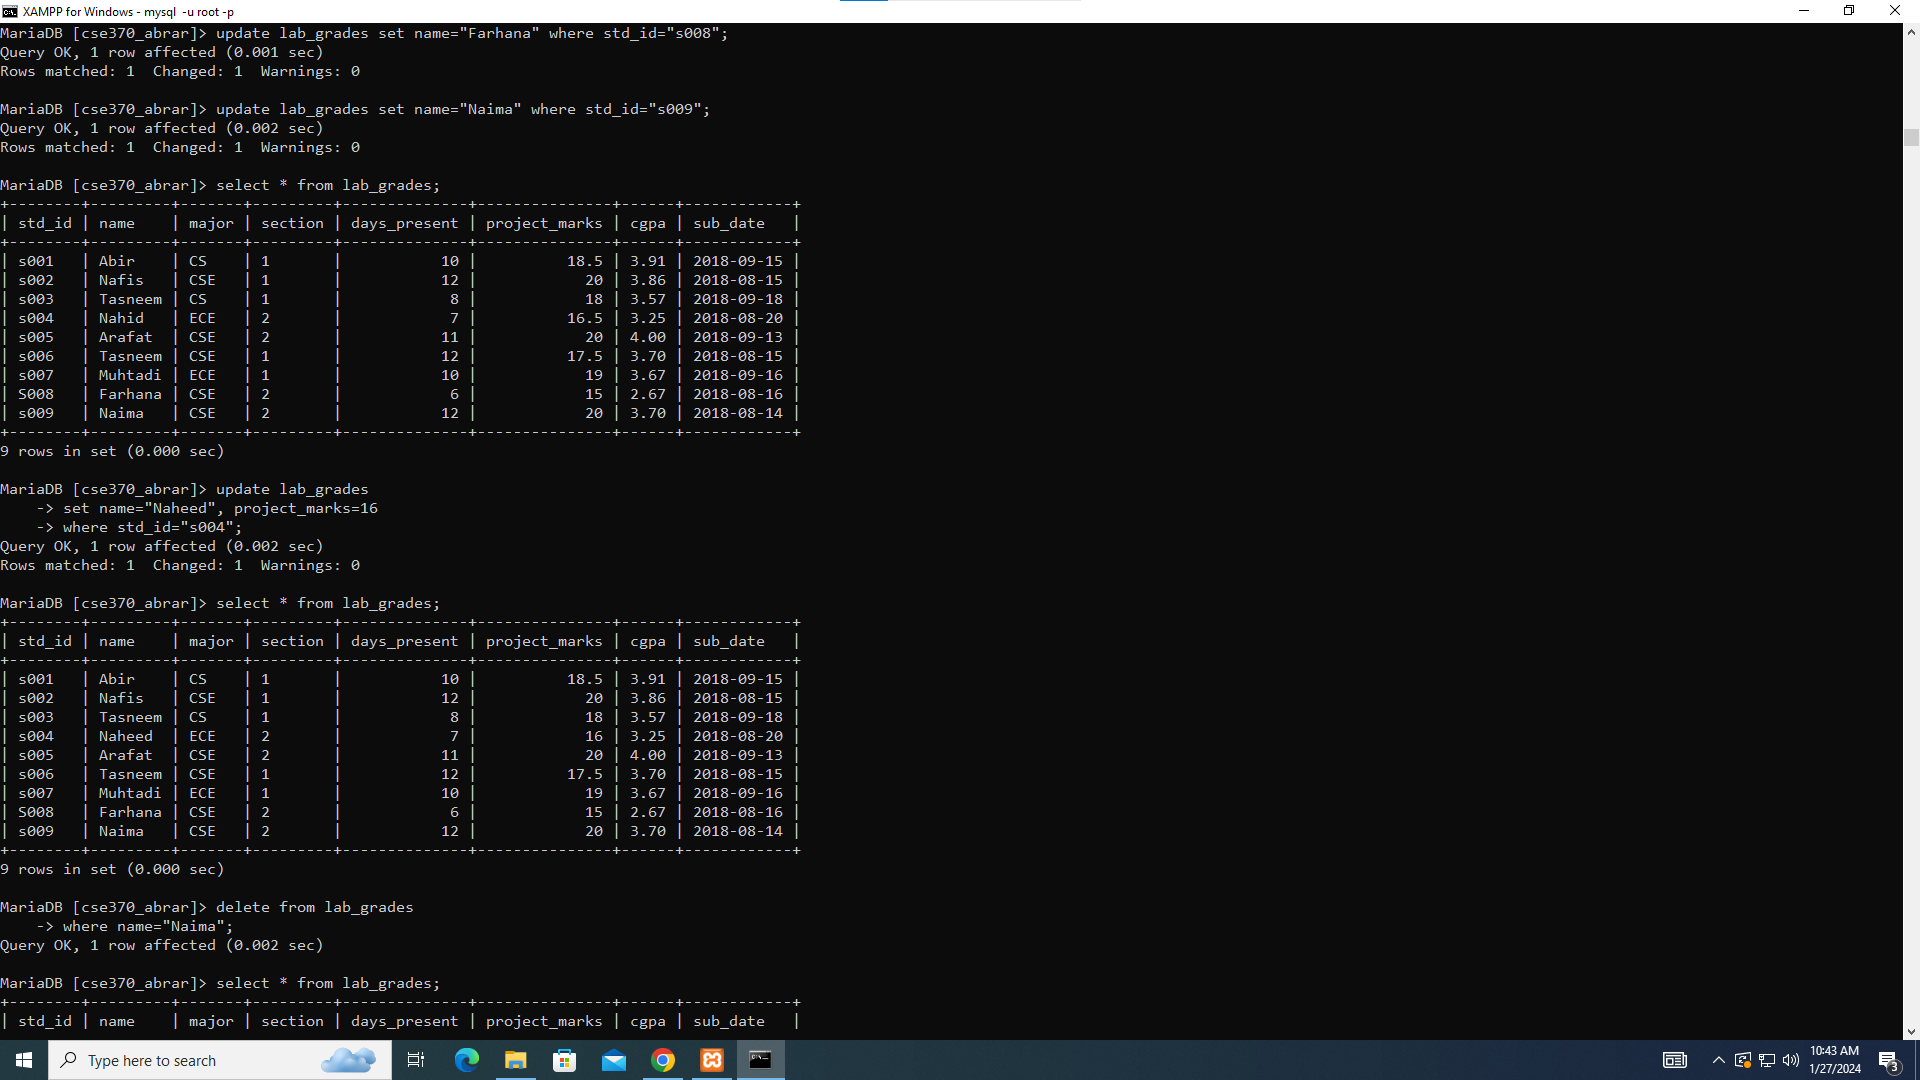 XAMPP for Windows - mysql  -u root -p
MariaDB [cse370_abrar]> update lab_grades set name="Farhana" where std_id="s008";
Query OK, 1 row affected (0.001 sec)
Rows matched: 1  Changed: 1  Warnings: 0
MariaDB [cse370_abrar]> update lab_grades set name="Naima" where std_id="s009";
Query OK, 1 row affected (0.002 sec)
Rows matched: 1  Changed: 1  Warnings: 0
MariaDB [cse370_abrar]> select * from lab_grades;
+--------+---------+-------+---------+--------------+---------------+------+------------+
| std_id | name    | major | section | days_present | project_marks | cgpa | sub_date   |
+--------+---------+-------+---------+--------------+---------------+------+------------+
| s001   | Abir    | CS    | 1       |           10 |          18.5 | 3.91 | 2018-09-15 |
| s002   | Nafis   | CSE   | 1       |           12 |            20 | 3.86 | 2018-08-15 |
| s003   | Tasneem | CS    | 1       |            8 |            18 | 3.57 | 2018-09-18 |
| s004   | Nahid   | ECE   | 2       |            7 |          16.5 | 3.25 | 2018-08-20 |
| s005   | Arafat  | CSE   | 2       |           11 |            20 | 4.00 | 2018-09-13 |
| s006   | Tasneem | CSE   | 1       |           12 |          17.5 | 3.70 | 2018-08-15 |
| s007   | Muhtadi | ECE   | 1       |           10 |            19 | 3.67 | 2018-09-16 |
| S008   | Farhana | CSE   | 2       |            6 |            15 | 2.67 | 2018-08-16 |
| s009   | Naima   | CSE   | 2       |           12 |            20 | 3.70 | 2018-08-14 |
+--------+---------+-------+---------+--------------+---------------+------+------------+
9 rows in set (0.000 sec)
MariaDB [cse370_abrar]> update lab_grades
    -> set name="Naheed", project_marks=16
    -> where std_id="s004";
Query OK, 1 row affected (0.002 sec)
Rows matched: 1  Changed: 1  Warnings: 0
MariaDB [cse370_abrar]> select * from lab_grades;
+--------+---------+-------+---------+--------------+---------------+------+------------+
| std_id | name    | major | section | days_present | project_marks | cgpa | sub_date   |
+--------+---------+-------+---------+--------------+---------------+------+------------+
| s001   | Abir    | CS    | 1       |           10 |          18.5 | 3.91 | 2018-09-15 |
| s002   | Nafis   | CSE   | 1       |           12 |            20 | 3.86 | 2018-08-15 |
| s003   | Tasneem | CS    | 1       |            8 |            18 | 3.57 | 2018-09-18 |
| s004   | Naheed  | ECE   | 2       |            7 |            16 | 3.25 | 2018-08-20 |
| s005   | Arafat  | CSE   | 2       |           11 |            20 | 4.00 | 2018-09-13 |
| s006   | Tasneem | CSE   | 1       |           12 |          17.5 | 3.70 | 2018-08-15 |
| s007   | Muhtadi | ECE   | 1       |           10 |            19 | 3.67 | 2018-09-16 |
| S008   | Farhana | CSE   | 2       |            6 |            15 | 2.67 | 2018-08-16 |
| s009   | Naima   | CSE   | 2       |           12 |            20 | 3.70 | 2018-08-14 |
+--------+---------+-------+---------+--------------+---------------+------+------------+
9 rows in set (0.000 sec)
MariaDB [cse370_abrar]> delete from lab_grades
    -> where name="Naima";
Query OK, 1 row affected (0.002 sec)
MariaDB [cse370_abrar]> select * from lab_grades;
+--------+---------+-------+---------+--------------+---------------+------+------------+
| std_id | name    | major | section | days_present | project_marks | cgpa | sub_date   |
Type here to search
10:43 AM
1/27/2024
3